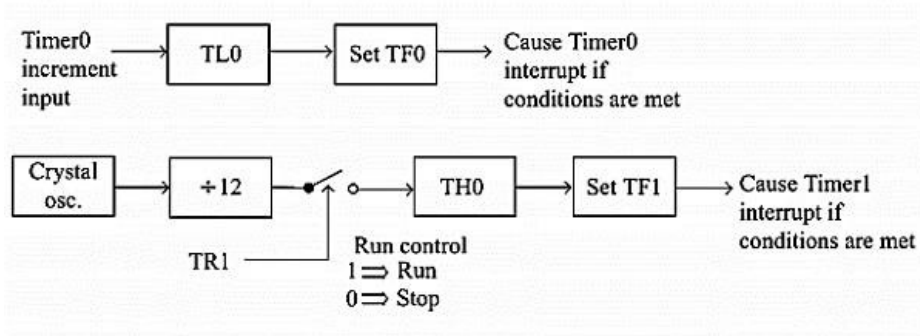 Timer0
increment
input
TL0
Set TF0
Cause Timer0
interrupt if
conditions are met
Crystal
osc.
÷12
TH0
Set TF1
Cause Timer1
interrupt if
conditions are met
TR1
Run control
1 ⟹ Run
0 ⟹ Stop